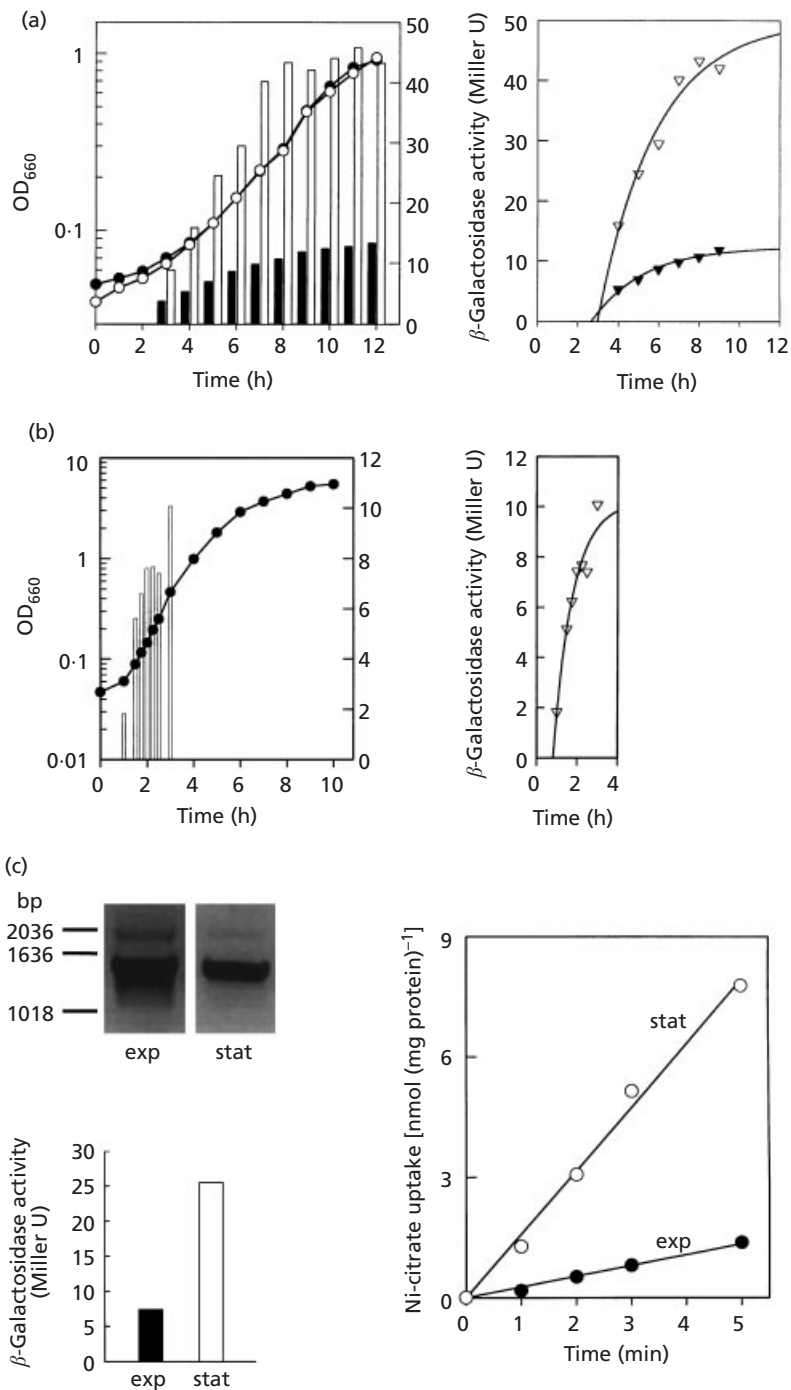 (a)
OD660
1
0·1
50
40
30
20
10
0
0 2 4 6 8 10 12
Time (h)
β-Galactosidase activity (Miller U)
50
40
30
20
10
0
0 2 4 6 8 10 12
Time (h)
(b)
OD660
10
1
0·1
0·01
12
10
8
6
4
2
0
0 2 4 6 8 10
Time (h)
β-Galactosidase activity (Miller U)
12
10
8
6
4
2
0
0 2 4
Time (h)
(c)
bp
2036
1636
1018
exp stat
β-Galactosidase activity
(Miller U)
30
25
20
15
10
5
0
exp stat
Ni-citrate uptake [nmol (mg protein)−1]
9
6
3
0
stat
exp
0 1 2 3 4 5
Time (min)